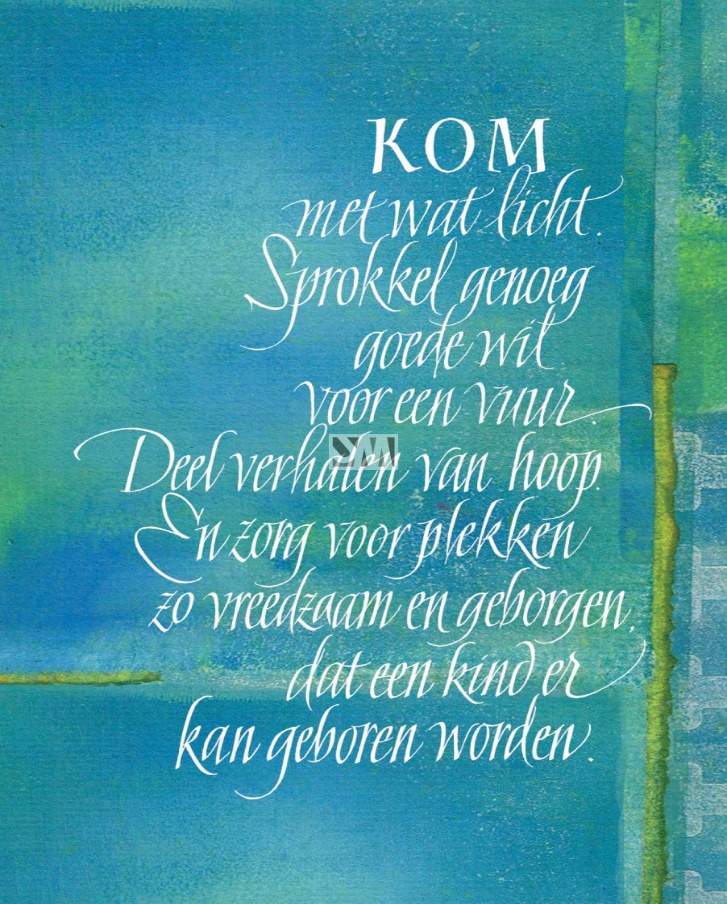 KOM
met wat licht.
Sprokkel genoeg
goede wil
voor een vuur.
Deel verhalen van hoop.
En zorg voor plekken
zo vreedzaam en geborgen,
dat een kind er
kan geboren worden.